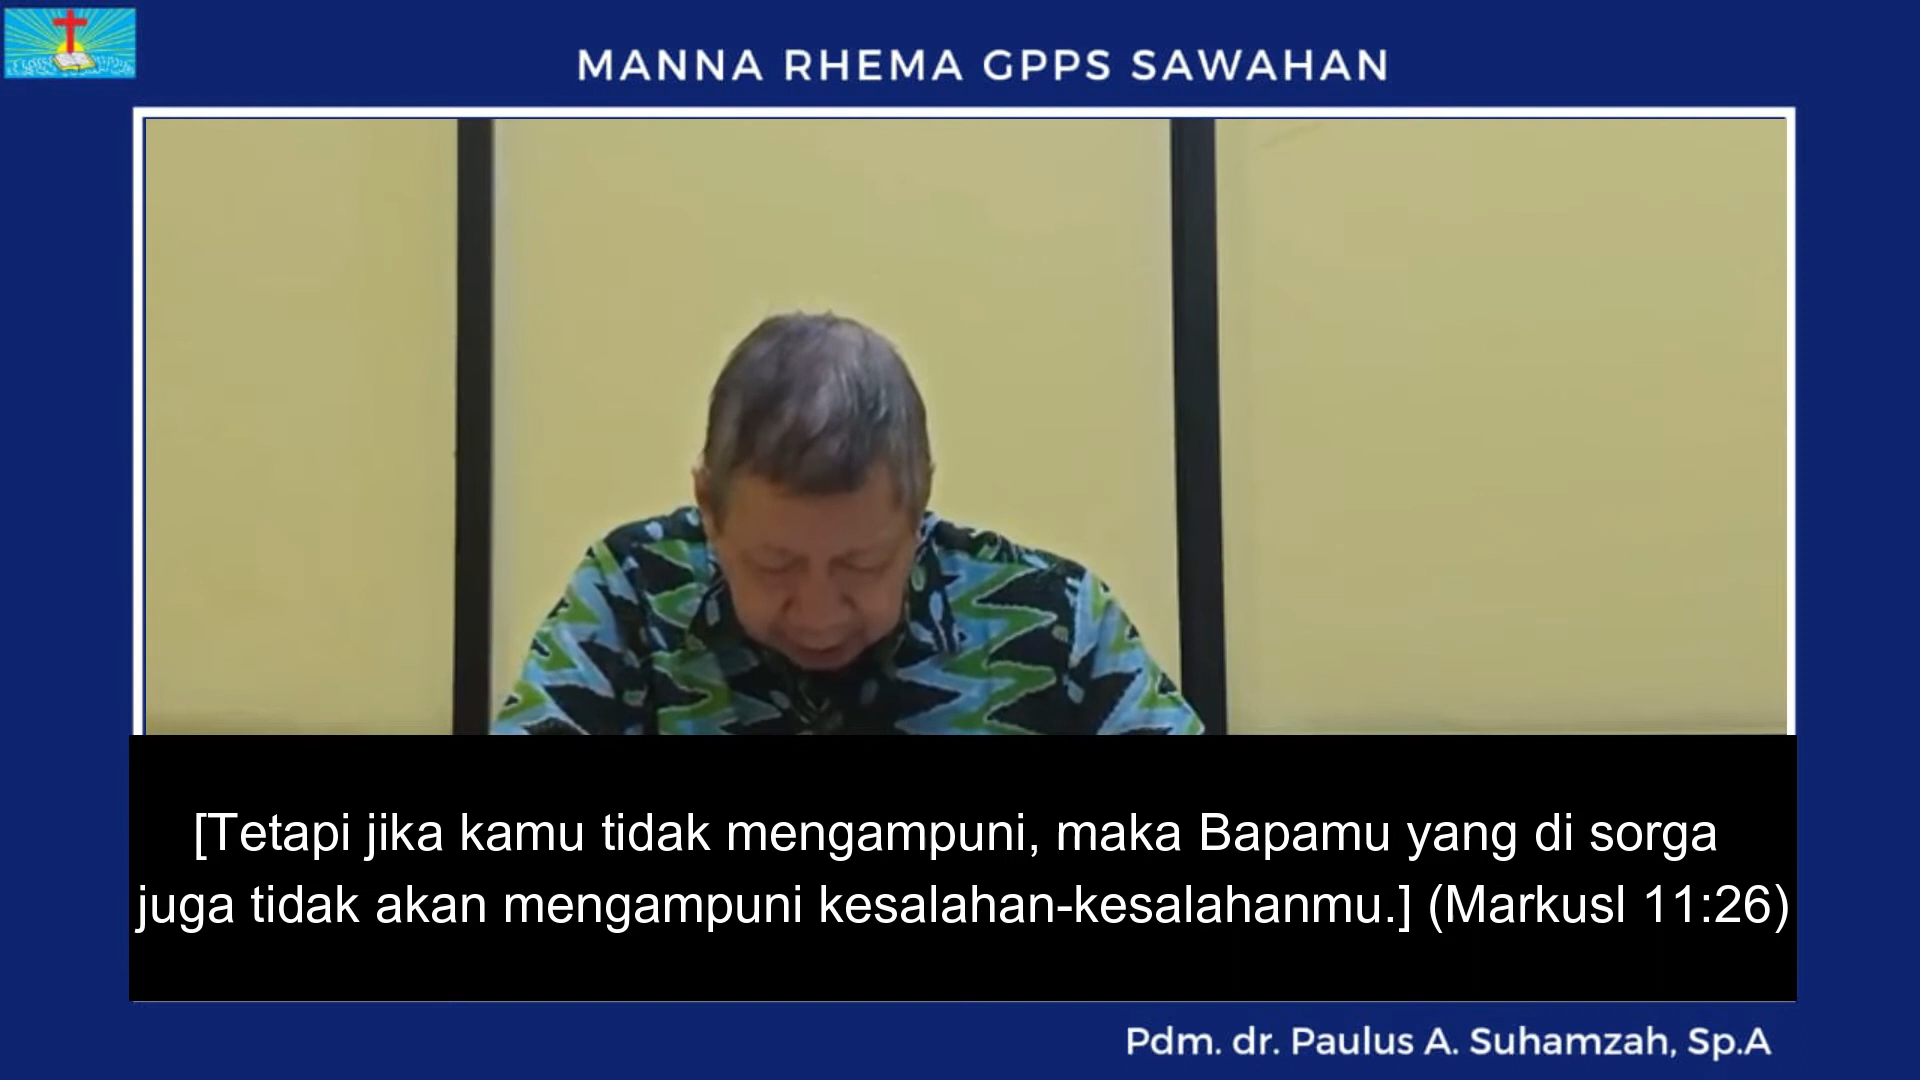 MANNA RHEMA GPPS SAWAHAN
[Tetapi jika kamu tidak mengampuni, maka Bapamu yang di sorga
juga tidak akan mengampuni kesalahan-kesalahanmu.] (Markusl 11:26)
Pdm. dr. Paulus A. Suhamzah, Sp.A